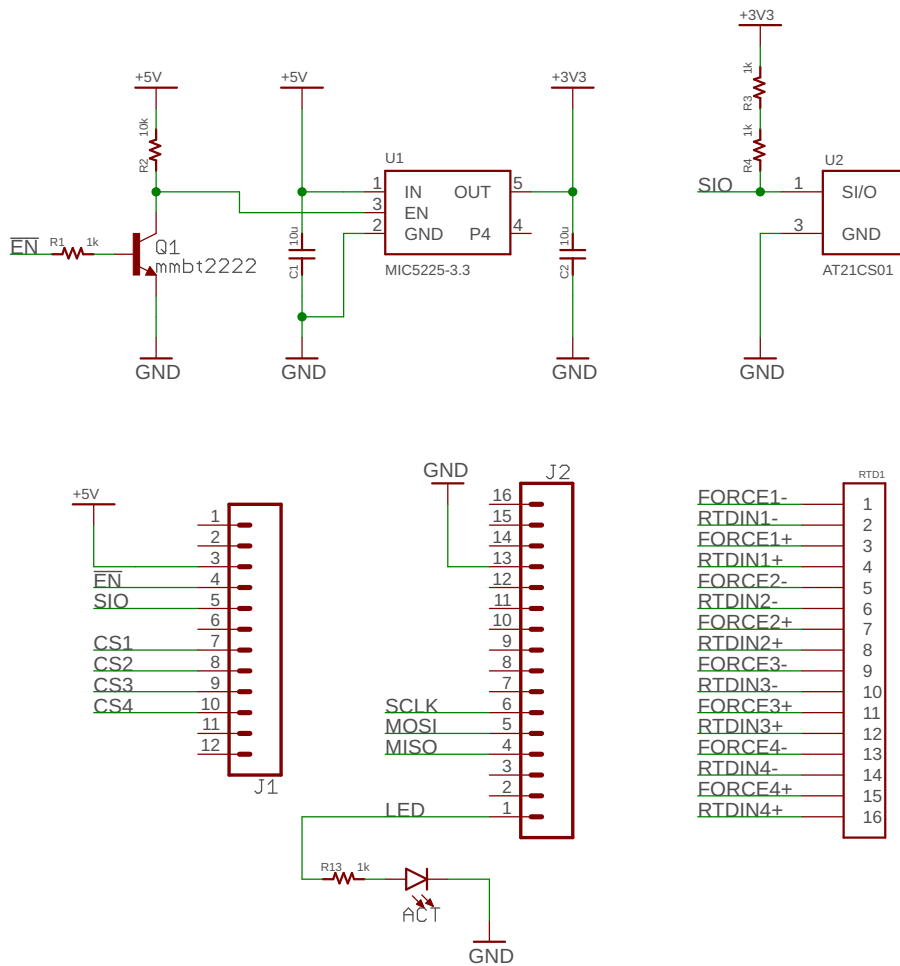 +3V3
+5V
+5V
+3V3
R2 10k
R3 1k
R4 1k
U1
1 IN OUT 5
3 EN
2 GND P4 4
MIC5225-3.3
EN R1 1k
Q1
mmbt2222
C1 10u
C2 10u
U2
SIO 1 SI/O
3 GND
AT21CS01
GND
GND
GND
GND
+5V
1
2
3
EN 4
SIO 5
6
CS1 7
CS2 8
CS3 9
CS4 10
11
12
J1
GND
J2
16
15
14
13
12
11
10
9
8
7
SCLK 6
MOSI 5
MISO 4
3
2
LED 1
R13 1k
ACT
GND
RTD1
FORCE1- 1
RTDIN1- 2
FORCE1+ 3
RTDIN1+ 4
FORCE2- 5
RTDIN2- 6
FORCE2+ 7
RTDIN2+ 8
FORCE3- 9
RTDIN3- 10
FORCE3+ 11
RTDIN3+ 12
FORCE4- 13
RTDIN4- 14
FORCE4+ 15
RTDIN4+ 16